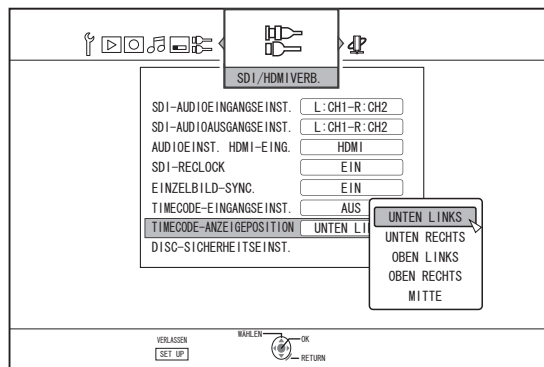 SDI/HDMIVERB.
SDI-AUDIOEINGANGSEINST. L:CH1-R:CH2
SDI-AUDIOAUSGANGSEINST. L:CH1-R:CH2
AUDIOEINST. HDMI-EING. HDMI
SDI-RECLOCK EIN
EINZELBILD-SYNC. EIN
TIMECODE-EINGANGSEINST. AUS
TIMECODE-ANZEIGEPOSITION UNTEN LI
DISC-SICHERHEITSEINST.
UNTEN LINKS
UNTEN RECHTS
OBEN LINKS
OBEN RECHTS
MITTE
VERLASSEN
SET UP
WÄHLEN
OK
RETURN